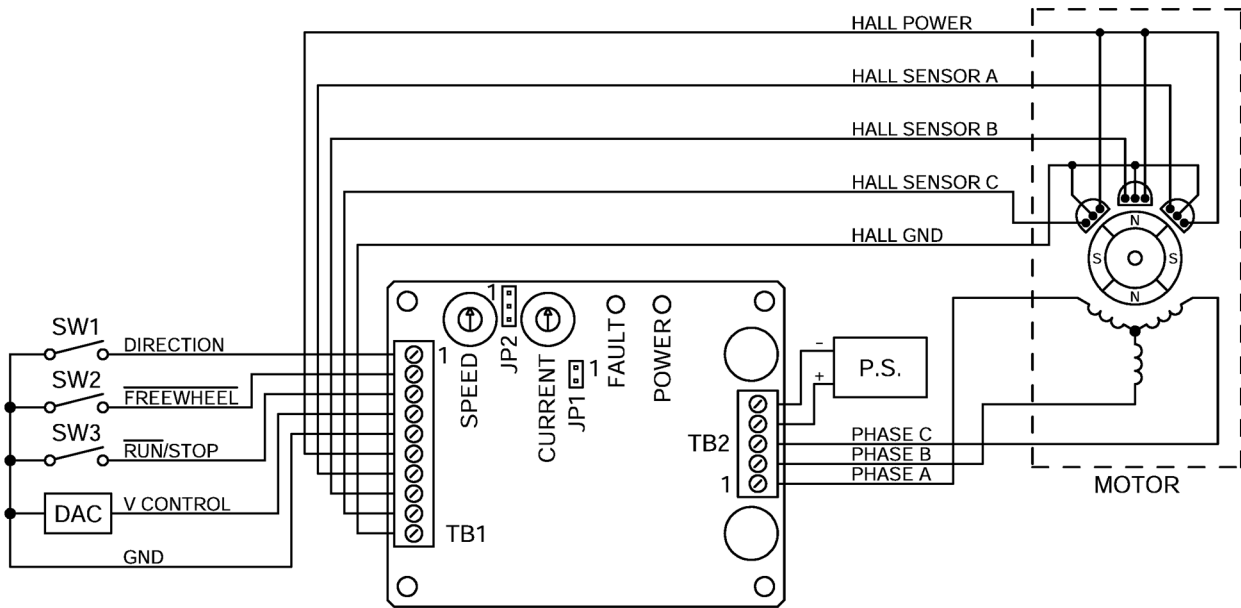 HALL POWER
HALL SENSOR A
HALL SENSOR B
HALL SENSOR C
HALL GND
N
S
S
N
SW1
DIRECTION
SW2
FREEWHEEL
SW3
RUN/STOP
DAC
V CONTROL
GND
1
TB1
SPEED
1
JP2
CURRENT
1
JP1
FAULT
POWER
- 
+
P.S.
TB2
1
PHASE C
PHASE B
PHASE A
MOTOR